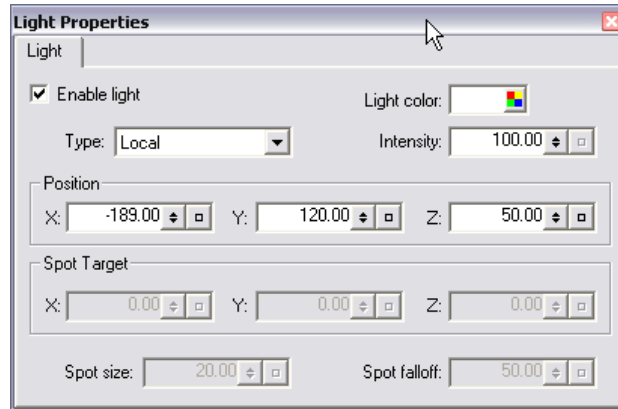 Light Properties
Light
Enable light
Light color:
Type: Local
Intensity: 100.00
Position
X: -189.00 Y: 120.00 Z: 50.00
Spot Target
X: 0.00 Y: 0.00 Z: 0.00
Spot size: 20.00 Spot falloff: 50.00